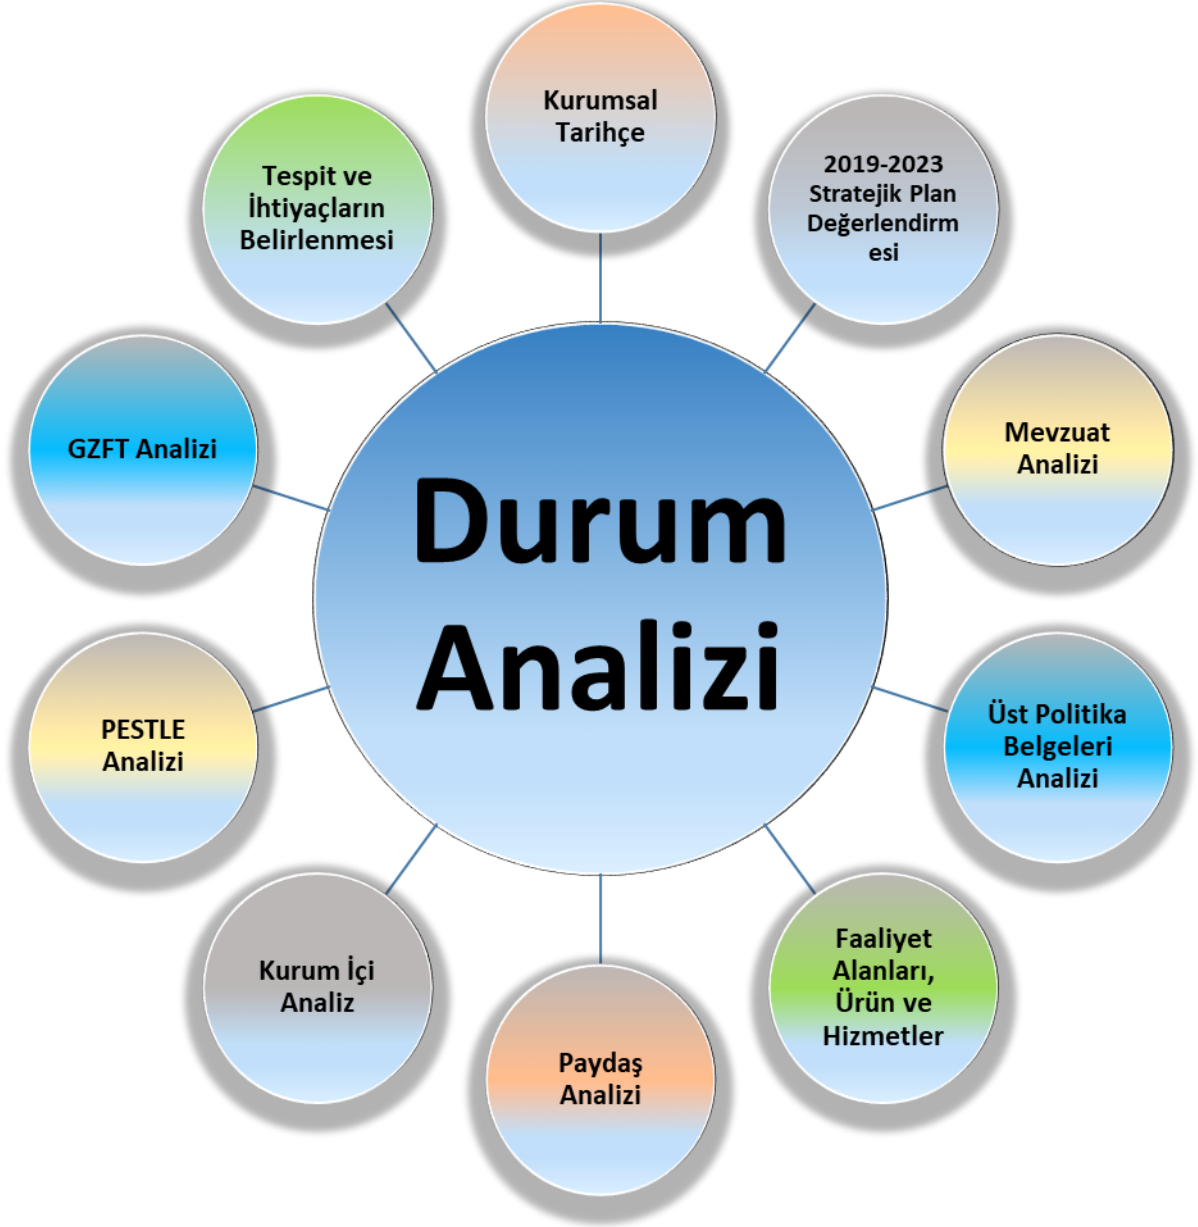 Kurumsal
Tarihçe
2019-2023
Stratejik Plan
Değerlendirm
esi
Mevzuat
Analizi
Üst Politika
Belgeleri
Analizi
Faaliyet
Alanları,
Ürün ve
Hizmetler
Paydaş
Analizi
Kurum İçi
Analiz
PESTLE
Analizi
GZFT Analizi
Tespit ve
İhtiyaçların
Belirlenmesi
Durum
Analizi